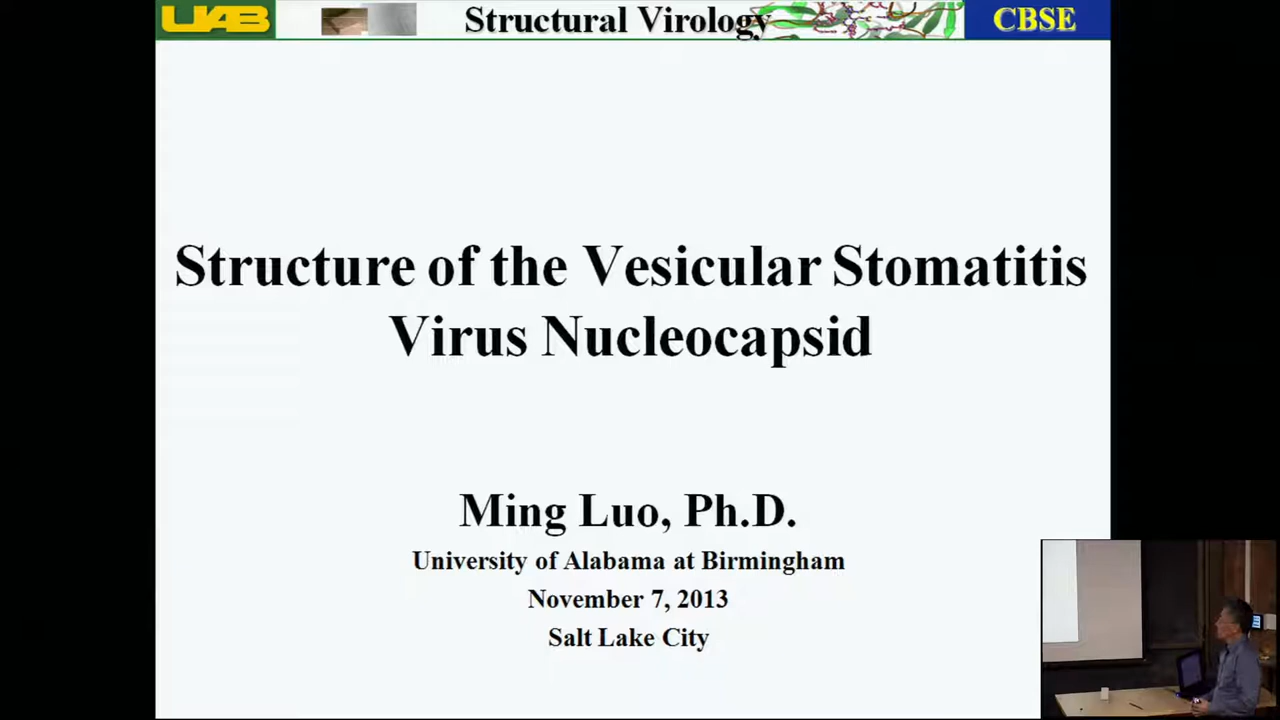 UAB
Structural Virology
CBSE
Structure of the Vesicular Stomatitis
Virus Nucleocapsid
Ming Luo, Ph.D.
University of Alabama at Birmingham
November 7, 2013
Salt Lake City